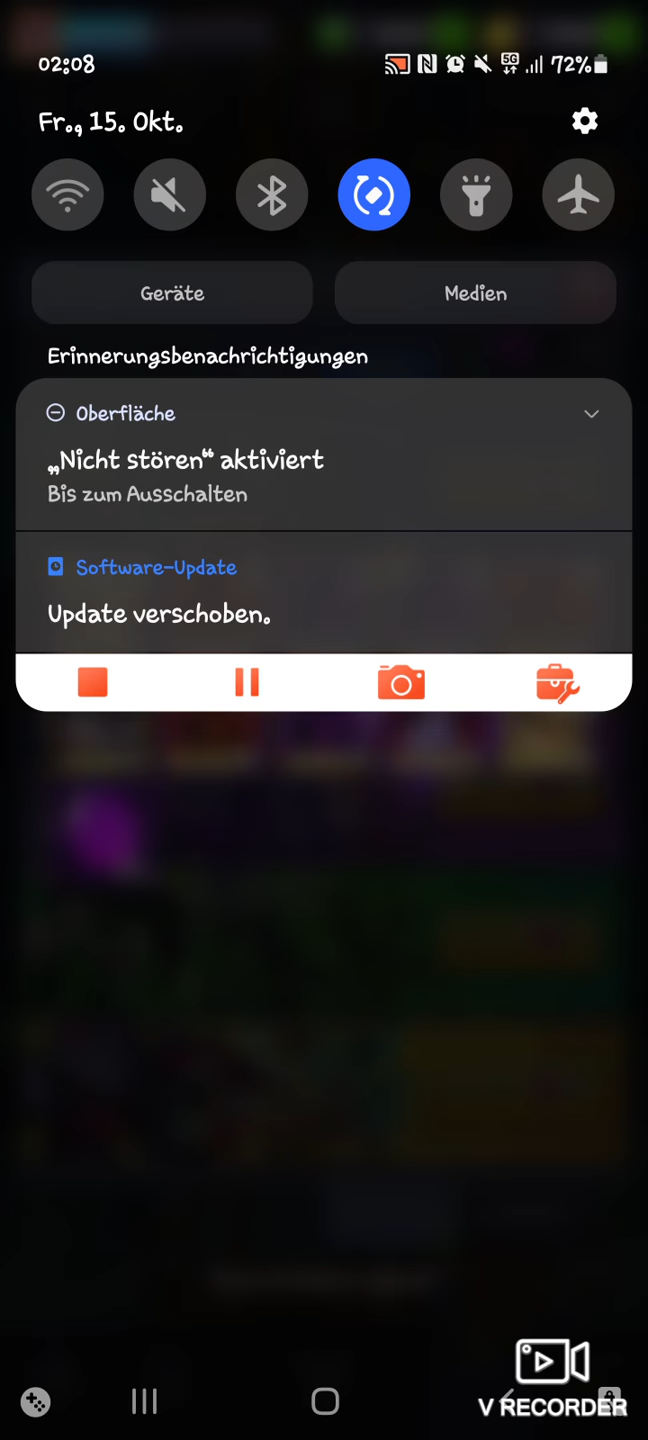 02:08
5G
72%
Fr., 15. Okt.
Geräte
Medien
Erinnerungsbenachrichtigungen
Oberfläche
„Nicht stören“ aktiviert
Bis zum Ausschalten
Software-Update
Update verschoben.
V RECORDER